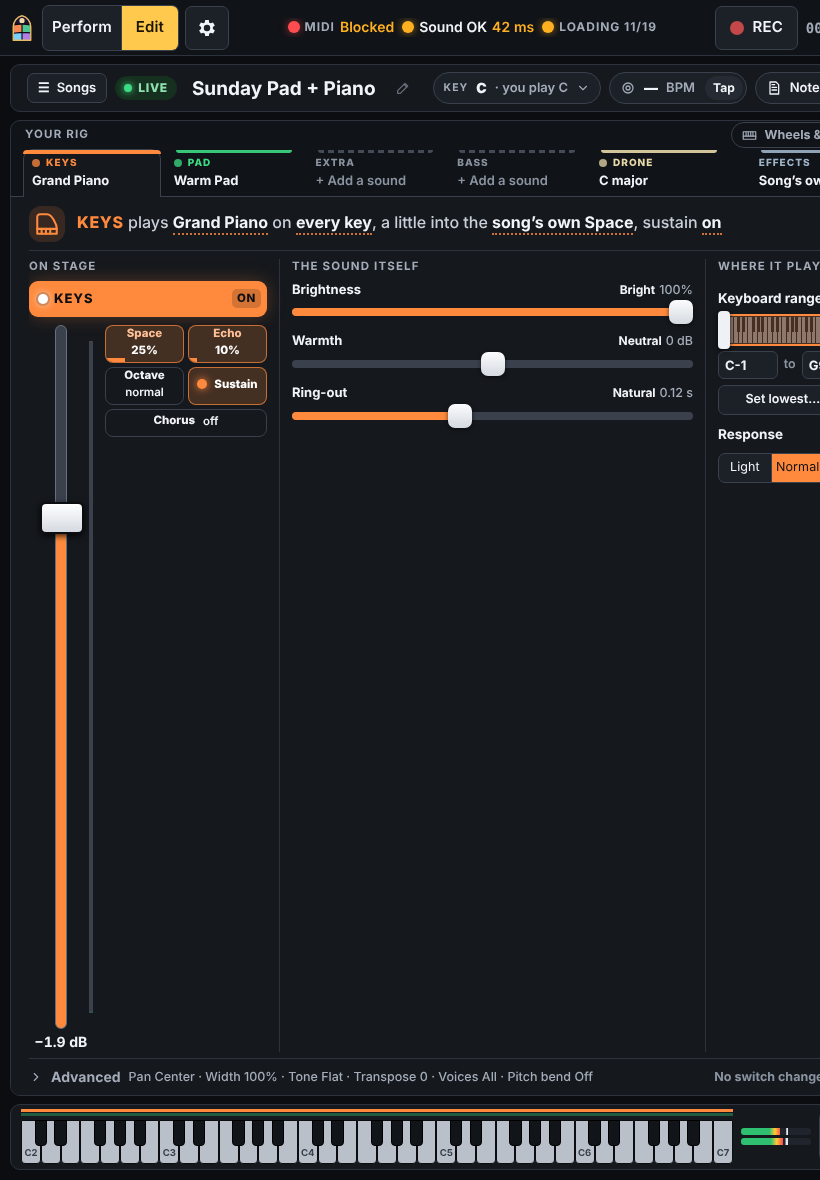 Perform Edit MIDI Blocked Sound OK 42 ms LOADING 11/19 REC
Songs LIVE Sunday Pad + Piano KEY C · you play C — BPM Tap Note
YOUR RIG Wheels &
KEYS PAD EXTRA BASS DRONE EFFECTS
Grand Piano Warm Pad + Add a sound + Add a sound C major Song's ow
KEYS plays Grand Piano on every key, a little into the song's own Space, sustain on
ON STAGE
KEYS ON
Space Echo
25% 10%
Octave Sustain
normal
Chorus off
−1.9 dB
THE SOUND ITSELF
Brightness Bright 100%
Warmth Neutral 0 dB
Ring-out Natural 0.12 s
WHERE IT PLAY
Keyboard range
C-1 to
Set lowest...
Response
Light Normal
Advanced Pan Center · Width 100% · Tone Flat · Transpose 0 · Voices All · Pitch bend Off No switch change
C2 C3 C4 C5 C6 C7